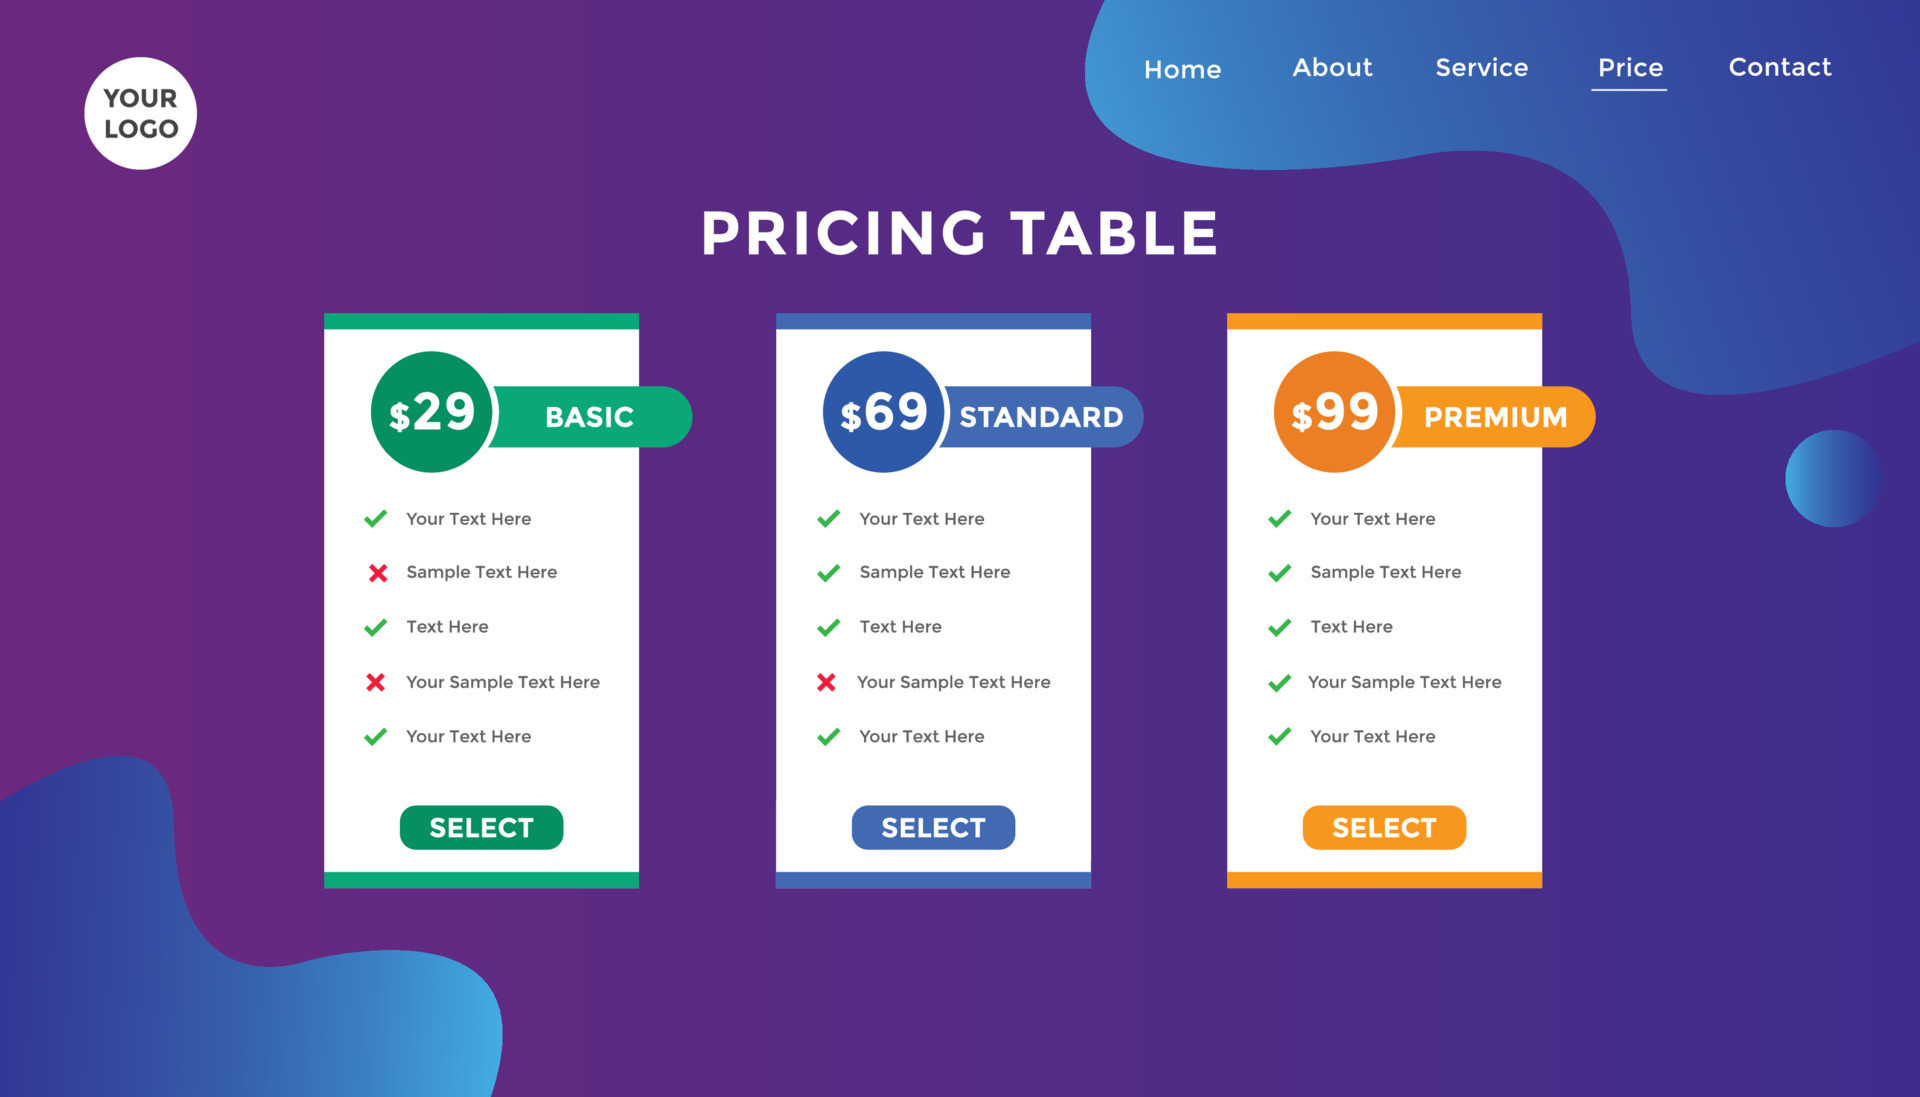 YOUR
LOGO
Home About Service Price Contact
PRICING TABLE
$29 BASIC
Your Text Here
Sample Text Here
Text Here
Your Sample Text Here
Your Text Here
SELECT
$69 STANDARD
Your Text Here
Sample Text Here
Text Here
Your Sample Text Here
Your Text Here
SELECT
$99 PREMIUM
Your Text Here
Sample Text Here
Text Here
Your Sample Text Here
Your Text Here
SELECT